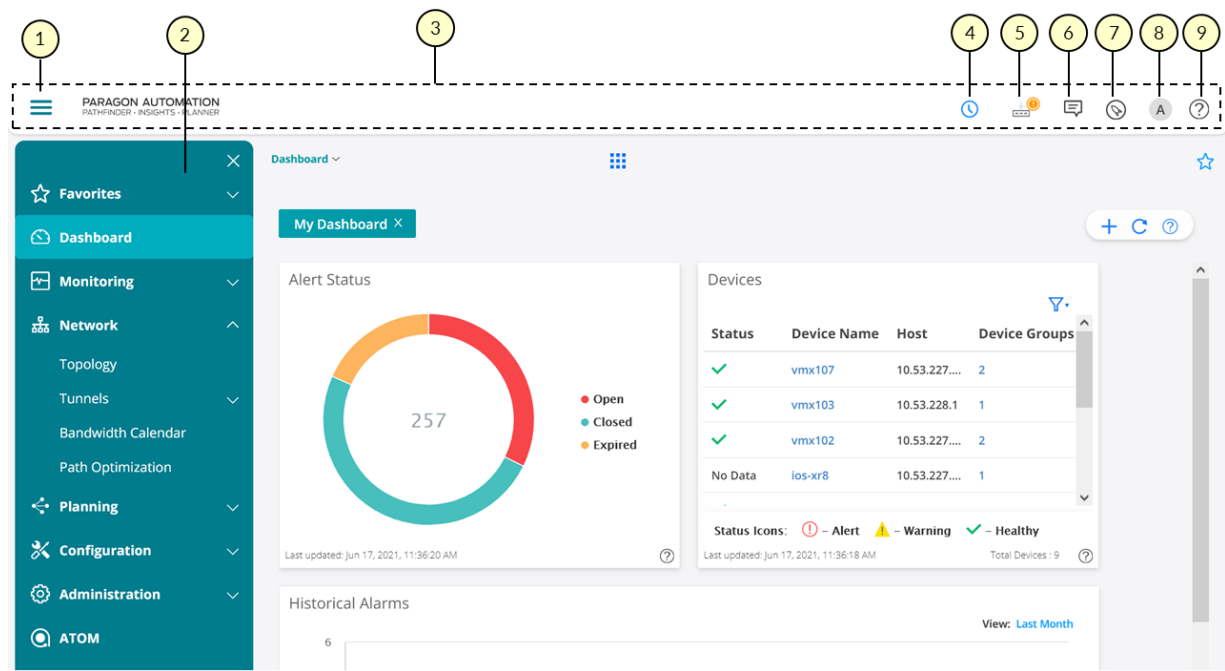 1
2
3
4
5
6
7
8
9
PARAGON AUTOMATION
PATHFINDER • INSIGHTS • PLANNER
A
?
Favorites
Dashboard
Monitoring
Network
Topology
Tunnels
Bandwidth Calendar
Path Optimization
Planning
Configuration
Administration
ATOM
Dashboard
My Dashboard ×
?
Alert Status
257
Open
Closed
Expired
Last updated: Jun 17, 2021, 11:36:20 AM
?
Devices
Status Device Name Host Device Groups
vmx107 10.53.227.... 2
vmx103 10.53.228.1 1
vmx102 10.53.227.... 2
No Data ios-xr8 10.53.227.... 1
Status Icons: ! – Alert ! – Warning – Healthy
Last updated: Jun 17, 2021, 11:36:18 AM Total Devices : 9 ?
Historical Alarms
View: Last Month
6